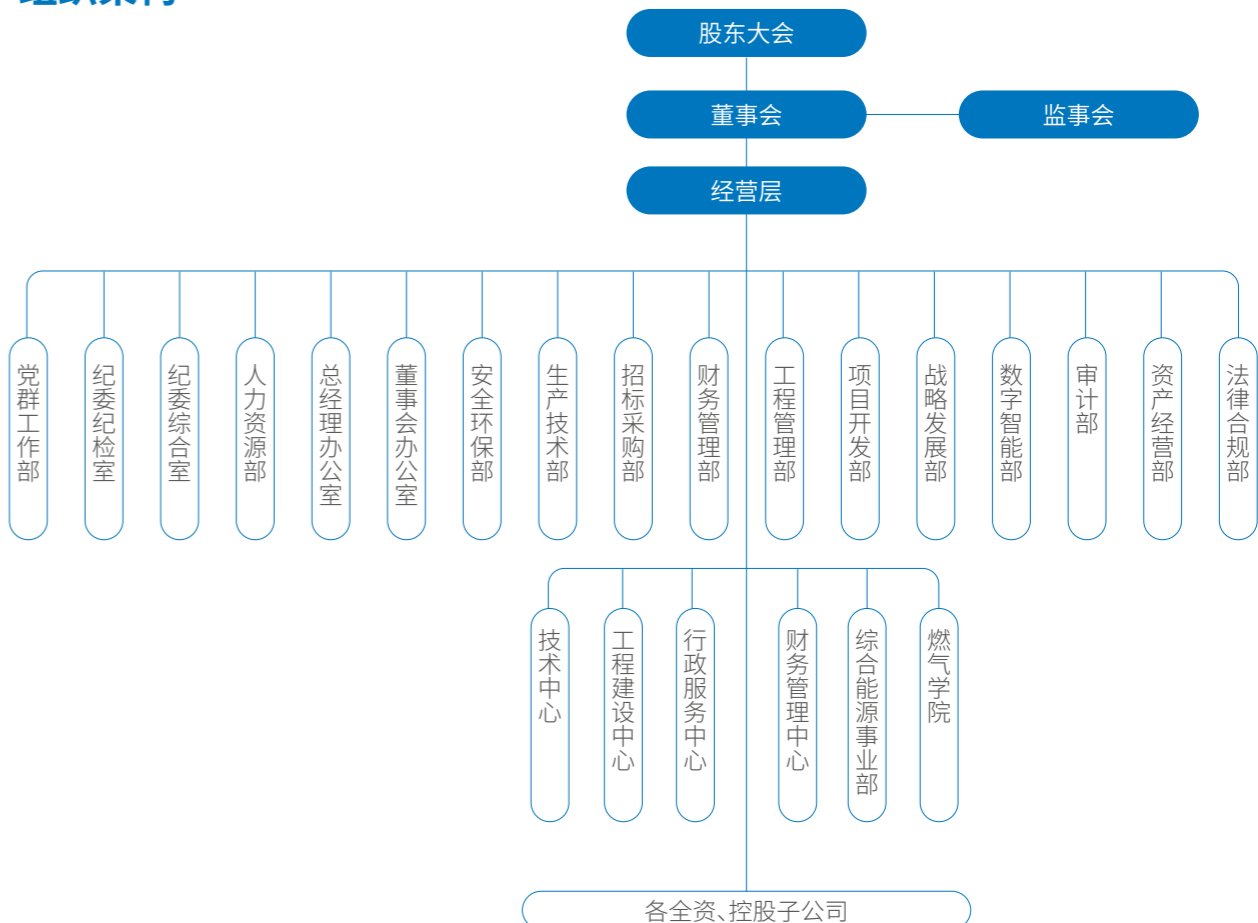 组织架构
股东大会
董事会
监事会
经营层
党群工作部
纪委纪检室
纪委综合室
人力资源部
总经理办公室
董事会办公室
安全环保部
生产技术部
招标采购部
财务管理部
工程管理部
项目开发部
战略发展部
数字智能部
审计部
资产经营部
法律合规部
技术中心
工程建设中心
行政服务中心
财务管理中心
综合能源事业部
燃气学院
各全资、控股子公司